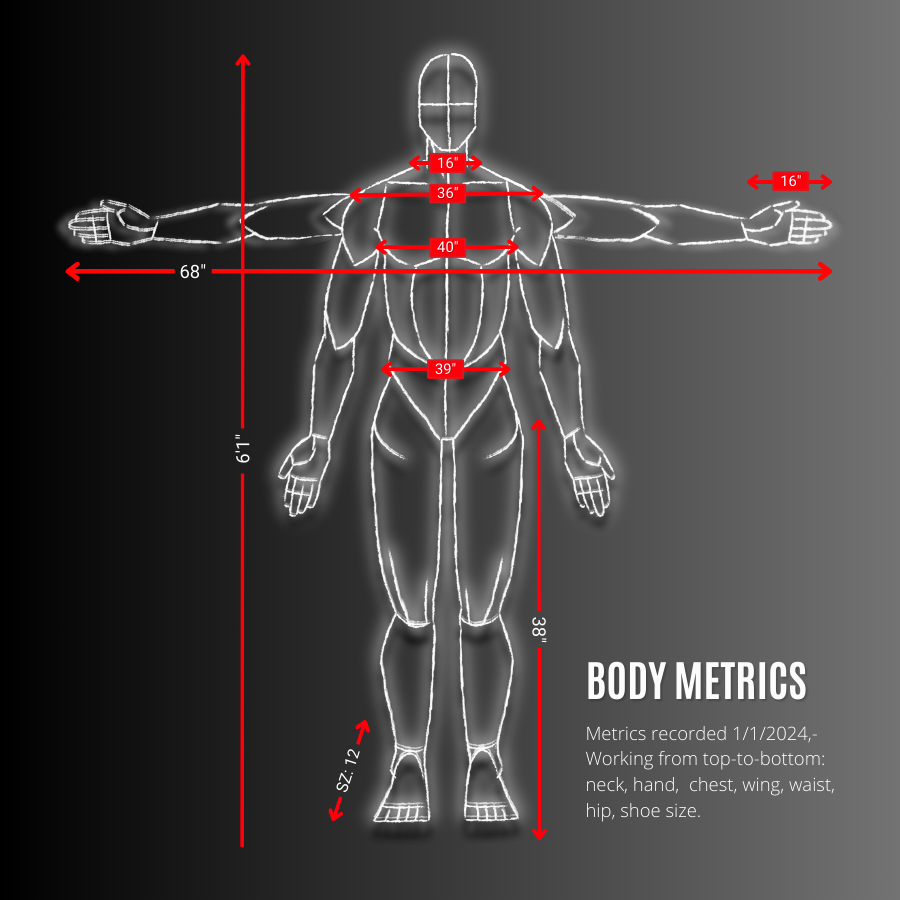 16"
16"
36"
40"
68"
39"
6'1"
38"
BODY METRICS
Metrics recorded 1/1/2024,-
Working from top-to-bottom:
neck, hand,  chest, wing, waist,
hip, shoe size.
SZ: 12